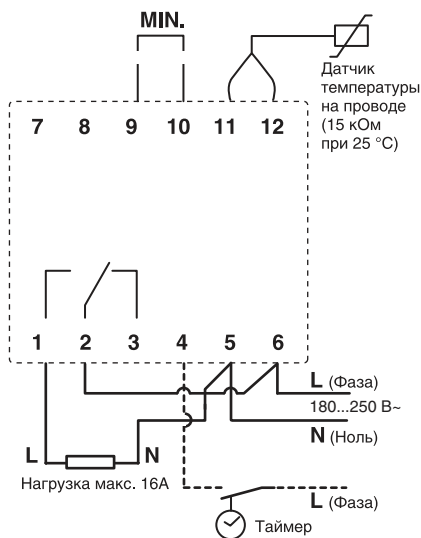 MIN.
Датчик
температуры
на проводе
(15 кОм
при 25 °C)
7 8 9 10 11 12
1 2 3 4 5 6
L (Фаза)
180...250 В~
N (Ноль)
L N
Нагрузка макс. 16А
L (Фаза)
Таймер